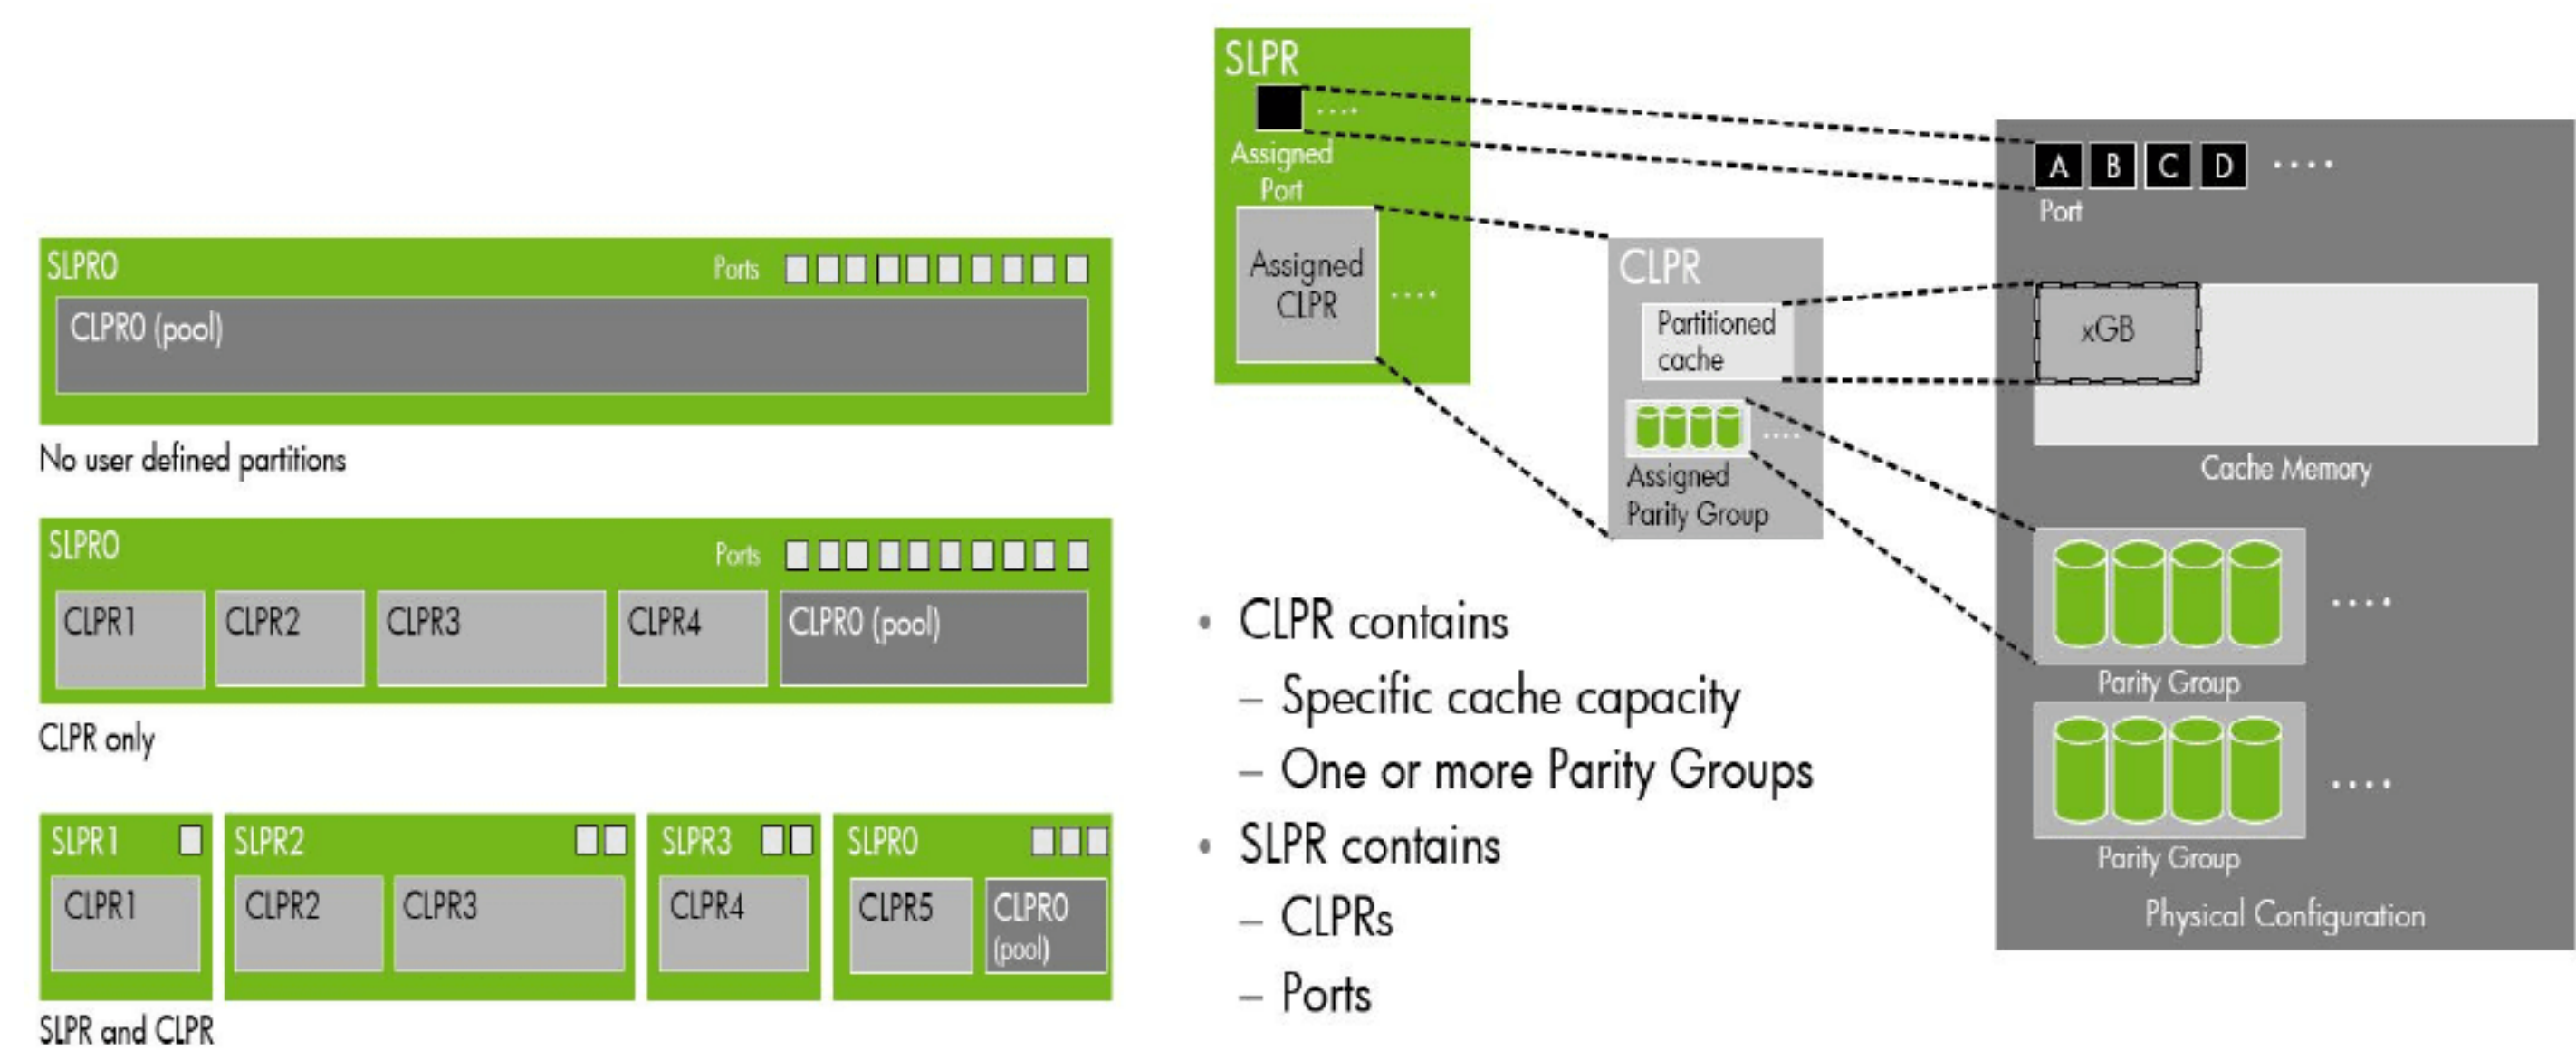 SLPR0
Ports
CLPR0 (pool)
No user defined partitions
SLPR0
Ports
CLPR1
CLPR2
CLPR3
CLPR4
CLPR0 (pool)
CLPR only
SLPR1
SLPR2
SLPR3
SLPR0
CLPR1
CLPR2
CLPR3
CLPR4
CLPR5
CLPR0
(pool)
SLPR and CLPR
SLPR
....
Assigned
Port
Assigned
CLPR
....
CLPR
Partitioned
cache
....
Assigned
Parity Group
A B C D ....
Port
xGB
Cache Memory
....
Parity Group
....
Parity Group
Physical Configuration
• CLPR contains
– Specific cache capacity
– One or more Parity Groups
• SLPR contains
– CLPRs
– Ports